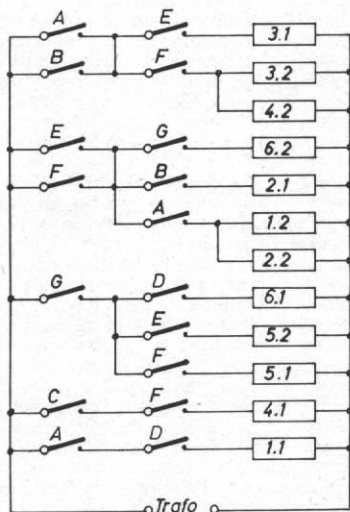 A E 3.1
B F 3.2
4.2
E G 6.2
F B 2.1
A 1.2
2.2
G D 6.1
E 5.2
F 5.1
C F 4.1
A D 1.1
Trafo